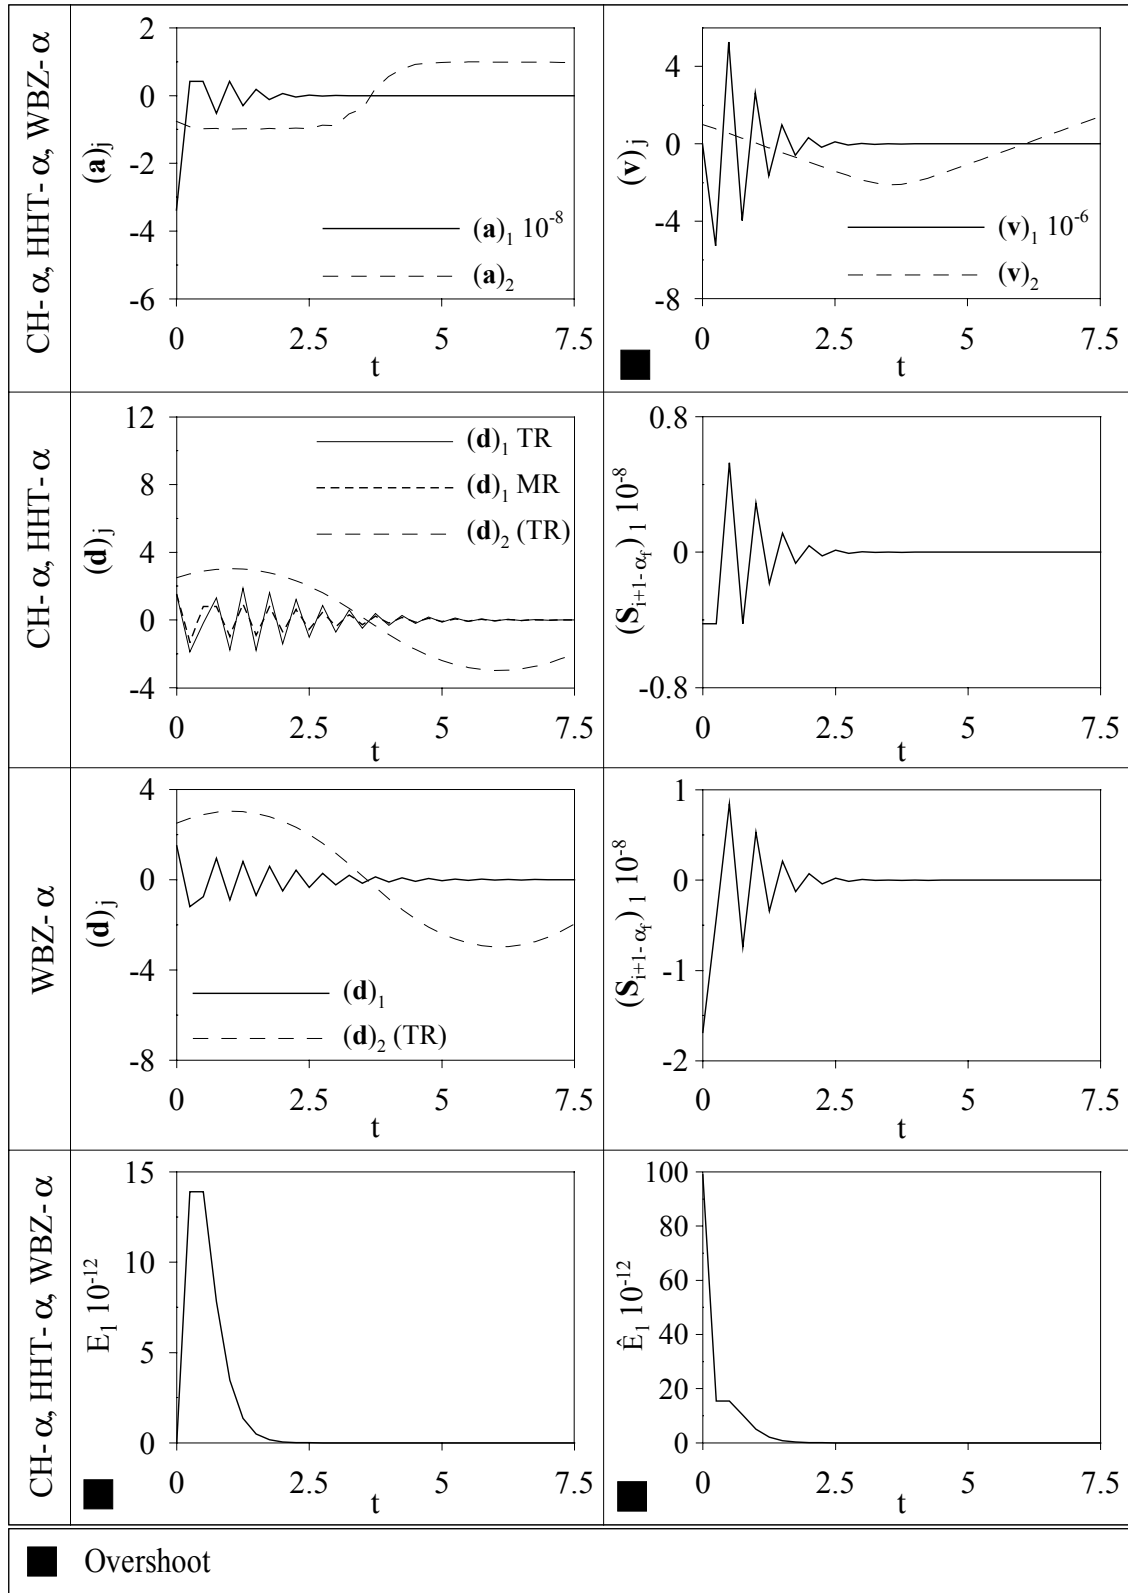 CH- α, HHT- α, WBZ- α
(a)j
2
0
-2
-4
-6
(a)1 10-8
(a)2
0 2.5 5 7.5
t
(v)j
4
0
-4
-8
(v)1 10-6
(v)2
0 2.5 5 7.5
t
CH- α, HHT- α
(d)j
12
8
4
0
-4
(d)1 TR
(d)1 MR
(d)2 (TR)
0 2.5 5 7.5
t
(Si+1-αf)1 10-8
0.8
0
-0.8
0 2.5 5 7.5
t
WBZ- α
(d)j
4
0
-4
-8
(d)1
(d)2 (TR)
0 2.5 5 7.5
t
(Si+1-αf)1 10-8
1
0
-1
-2
0 2.5 5 7.5
t
CH- α, HHT- α, WBZ- α
E1 10-12
15
10
5
0
0 2.5 5 7.5
t
Ê1 10-12
100
80
60
40
20
0
0 2.5 5 7.5
t
Overshoot